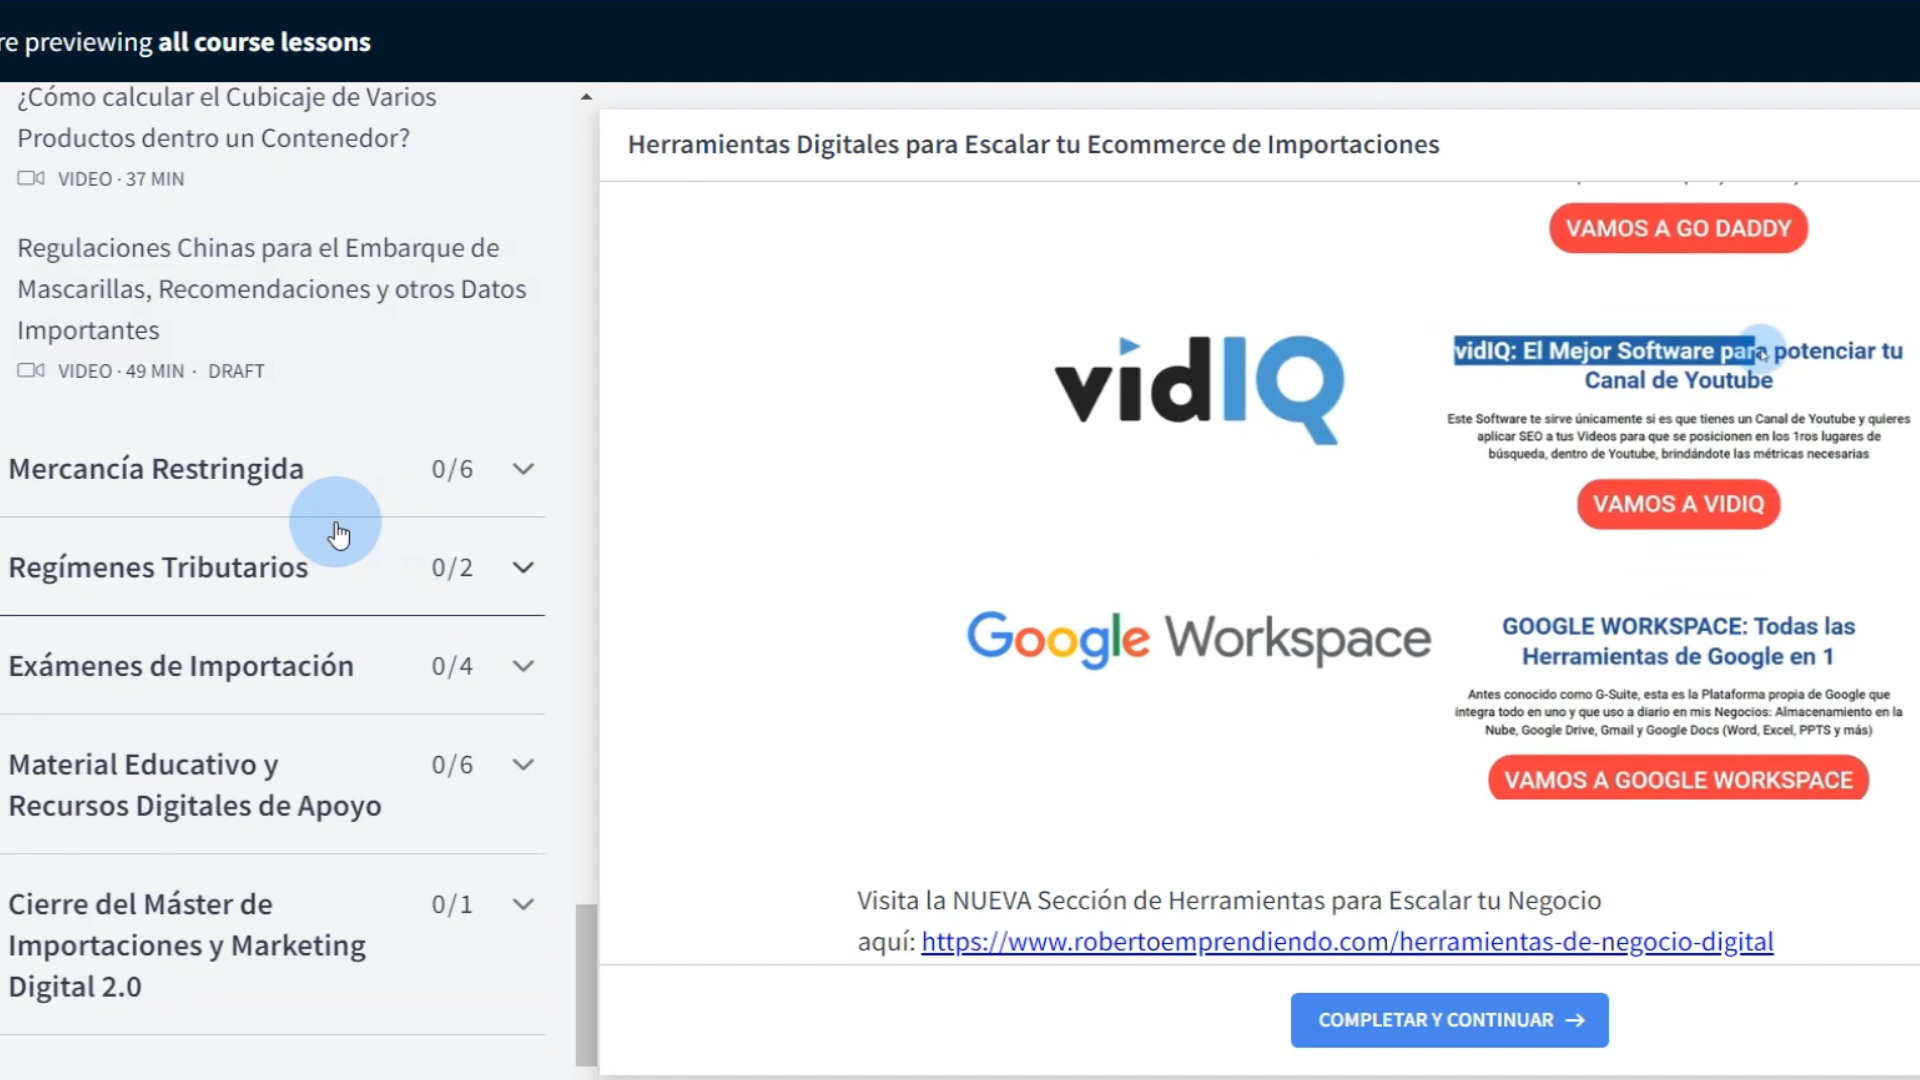 re previewing all course lessons
¿Cómo calcular el Cubicaje de Varios
Productos dentro un Contenedor?
VIDEO · 37 MIN
Regulaciones Chinas para el Embarque de
Mascarillas, Recomendaciones y otros Datos
Importantes
VIDEO · 49 MIN · DRAFT
Mercancía Restringida 0/6
Regímenes Tributarios 0/2
Exámenes de Importación 0/4
Material Educativo y 0/6
Recursos Digitales de Apoyo
Cierre del Máster de 0/1
Importaciones y Marketing
Digital 2.0
Herramientas Digitales para Escalar tu Ecommerce de Importaciones
VAMOS A GO DADDY
vidIQ
vidIQ: El Mejor Software para potenciar tu
Canal de Youtube
Este Software te sirve únicamente si es que tienes un Canal de Youtube y quieres
aplicar SEO a tus Videos para que se posicionen en los 1ros lugares de
búsqueda, dentro de Youtube, brindándote las métricas necesarias
VAMOS A VIDIQ
Google Workspace
GOOGLE WORKSPACE: Todas las
Herramientas de Google en 1
Antes conocido como G-Suite, esta es la Plataforma propia de Google que
integra todo en uno y que uso a diario en mis Negocios: Almacenamiento en la
Nube, Google Drive, Gmail y Google Docs (Word, Excel, PPTS y más)
VAMOS A GOOGLE WORKSPACE
Visita la NUEVA Sección de Herramientas para Escalar tu Negocio
aquí: https://www.robertoemprendiendo.com/herramientas-de-negocio-digital
COMPLETAR Y CONTINUAR →